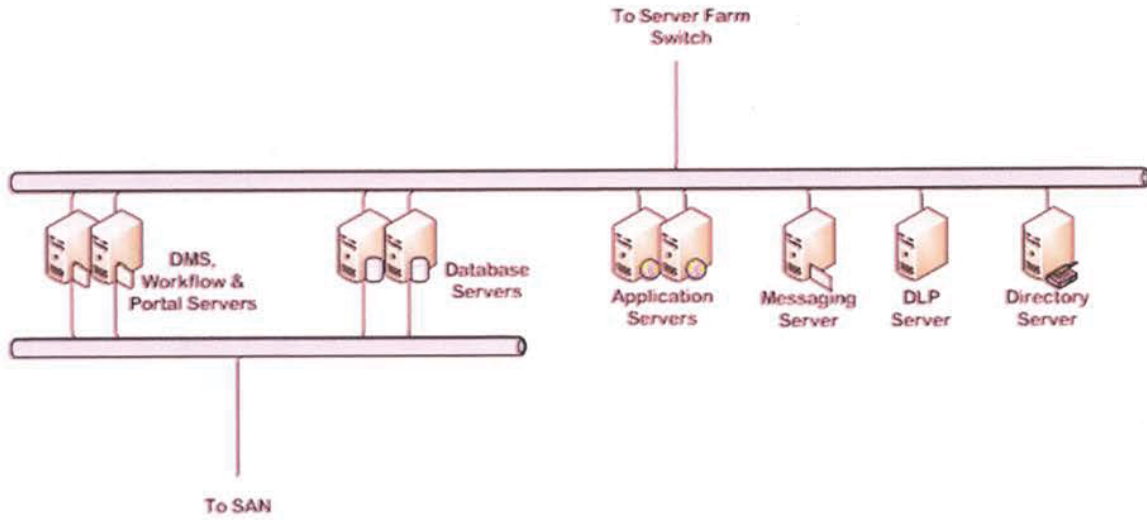 To Server Farm
Switch
DMS,
Workflow &
Portal Servers
Database
Servers
Application
Servers
Messaging
Server
DLP
Server
Directory
Server
To SAN